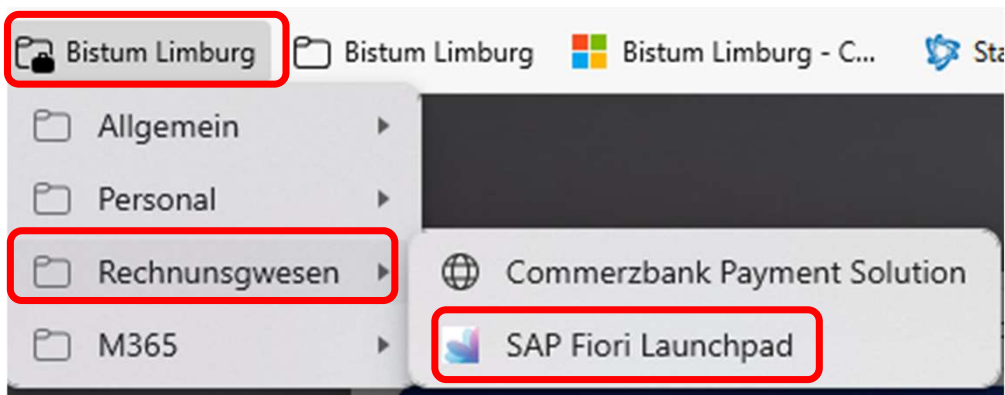 Bistum Limburg Bistum Limburg Bistum Limburg - C... Sta
Allgemein
Personal
Rechnunsgwesen
Commerzbank Payment Solution
M365
SAP Fiori Launchpad